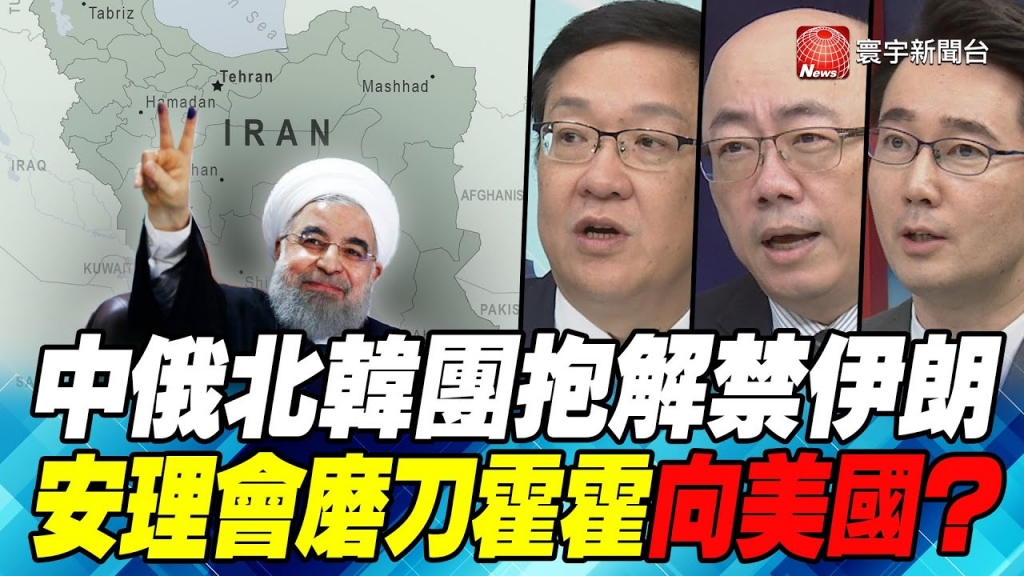 Tabriz
Tehran
Mashhad
Hamadan
IRAN
IRAQ
AFGHANIS
KUWAIT
PAKIS
News
寰宇新聞台
中俄北韓團抱解禁伊朗
安理會磨刀霍霍向美國?